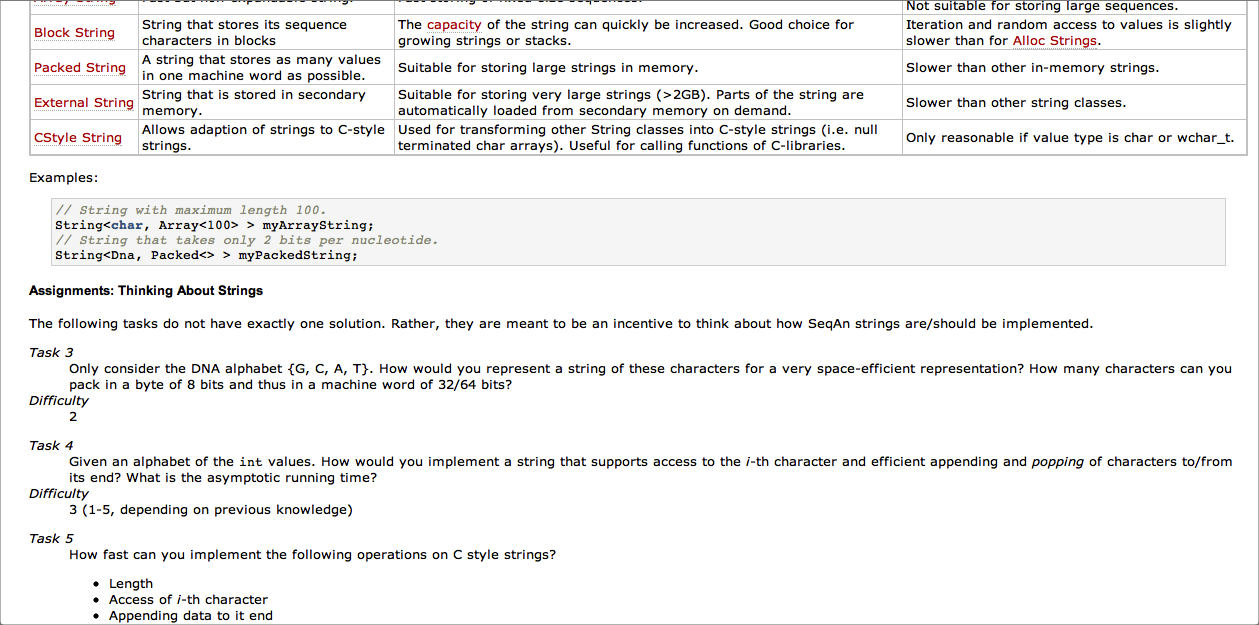 Not suitable for storing large sequences.
Block String
String that stores its sequence
characters in blocks
The capacity of the string can quickly be increased. Good choice for
growing strings or stacks.
Iteration and random access to values is slightly
slower than for Alloc Strings.
Packed String
A string that stores as many values
in one machine word as possible.
Suitable for storing large strings in memory.
Slower than other in-memory strings.
External String
String that is stored in secondary
memory.
Suitable for storing very large strings (>2GB). Parts of the string are
automatically loaded from secondary memory on demand.
Slower than other string classes.
CStyle String
Allows adaption of strings to C-style
strings.
Used for transforming other String classes into C-style strings (i.e. null
terminated char arrays). Useful for calling functions of C-libraries.
Only reasonable if value type is char or wchar_t.
Examples:
// String with maximum length 100.
String<char, Array<100> > myArrayString;
// String that takes only 2 bits per nucleotide.
String<Dna, Packed<> > myPackedString;
Assignments: Thinking About Strings
The following tasks do not have exactly one solution. Rather, they are meant to be an incentive to think about how SeqAn strings are/should be implemented.
Task 3
Only consider the DNA alphabet {G, C, A, T}. How would you represent a string of these characters for a very space-efficient representation? How many characters can you
pack in a byte of 8 bits and thus in a machine word of 32/64 bits?
Difficulty
2
Task 4
Given an alphabet of the int values. How would you implement a string that supports access to the i-th character and efficient appending and popping of characters to/from
its end? What is the asymptotic running time?
Difficulty
3 (1-5, depending on previous knowledge)
Task 5
How fast can you implement the following operations on C style strings?
• Length
• Access of i-th character
• Appending data to it end